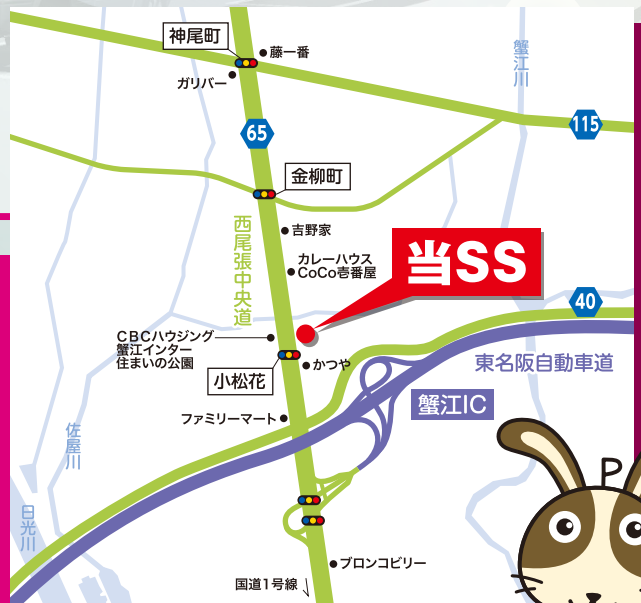 神尾町
藤一番
ガリバー
蟹江川
65
115
金柳町
吉野家
西尾張中央道
カレーハウス
CoCo壱番屋
当SS
40
CBCハウジング
蟹江インター
住まいの公園
小松花
かつや
東名阪自動車道
蟹江IC
ファミリーマート
佐屋川
日光川
P
ブロンコビリー
国道1号線